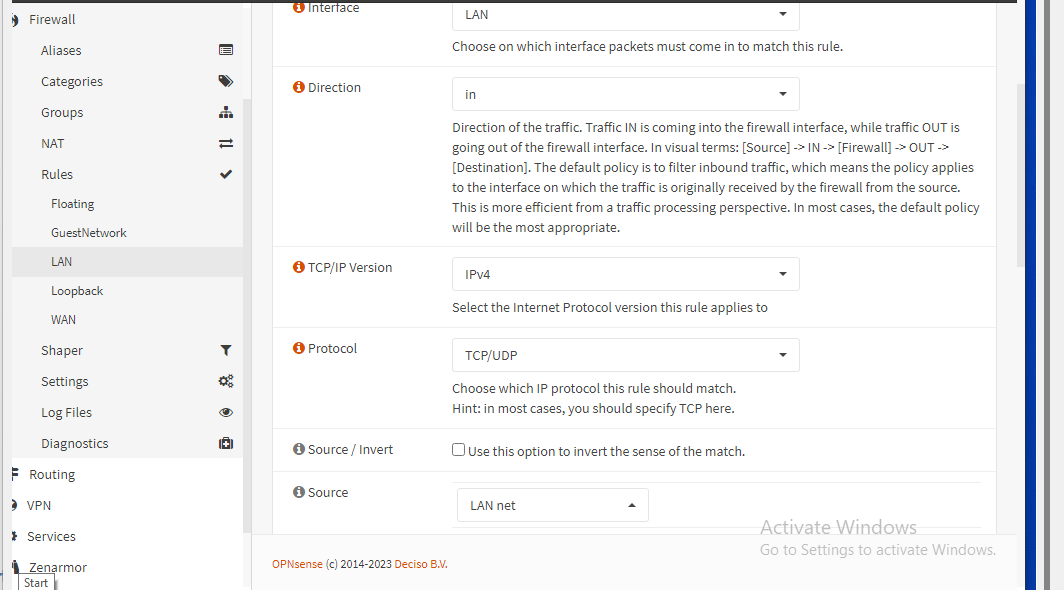 Firewall
Aliases
Categories
Groups
NAT
Rules
Floating
GuestNetwork
LAN
Loopback
WAN
Shaper
Settings
Log Files
Diagnostics
Routing
VPN
Services
Zenarmor
Start
Interface
LAN
Choose on which interface packets must come in to match this rule.
Direction
in
Direction of the traffic. Traffic IN is coming into the firewall interface, while traffic OUT is
going out of the firewall interface. In visual terms: [Source] -> IN -> [Firewall] -> OUT ->
[Destination]. The default policy is to filter inbound traffic, which means the policy applies
to the interface on which the traffic is originally received by the firewall from the source.
This is more efficient from a traffic processing perspective. In most cases, the default policy
will be the most appropriate.
TCP/IP Version
IPv4
Select the Internet Protocol version this rule applies to
Protocol
TCP/UDP
Choose which IP protocol this rule should match.
Hint: in most cases, you should specify TCP here.
Source / Invert
Use this option to invert the sense of the match.
Source
LAN net
Activate Windows
Go to Settings to activate Windows.
OPNsense (c) 2014-2023 Deciso B.V.